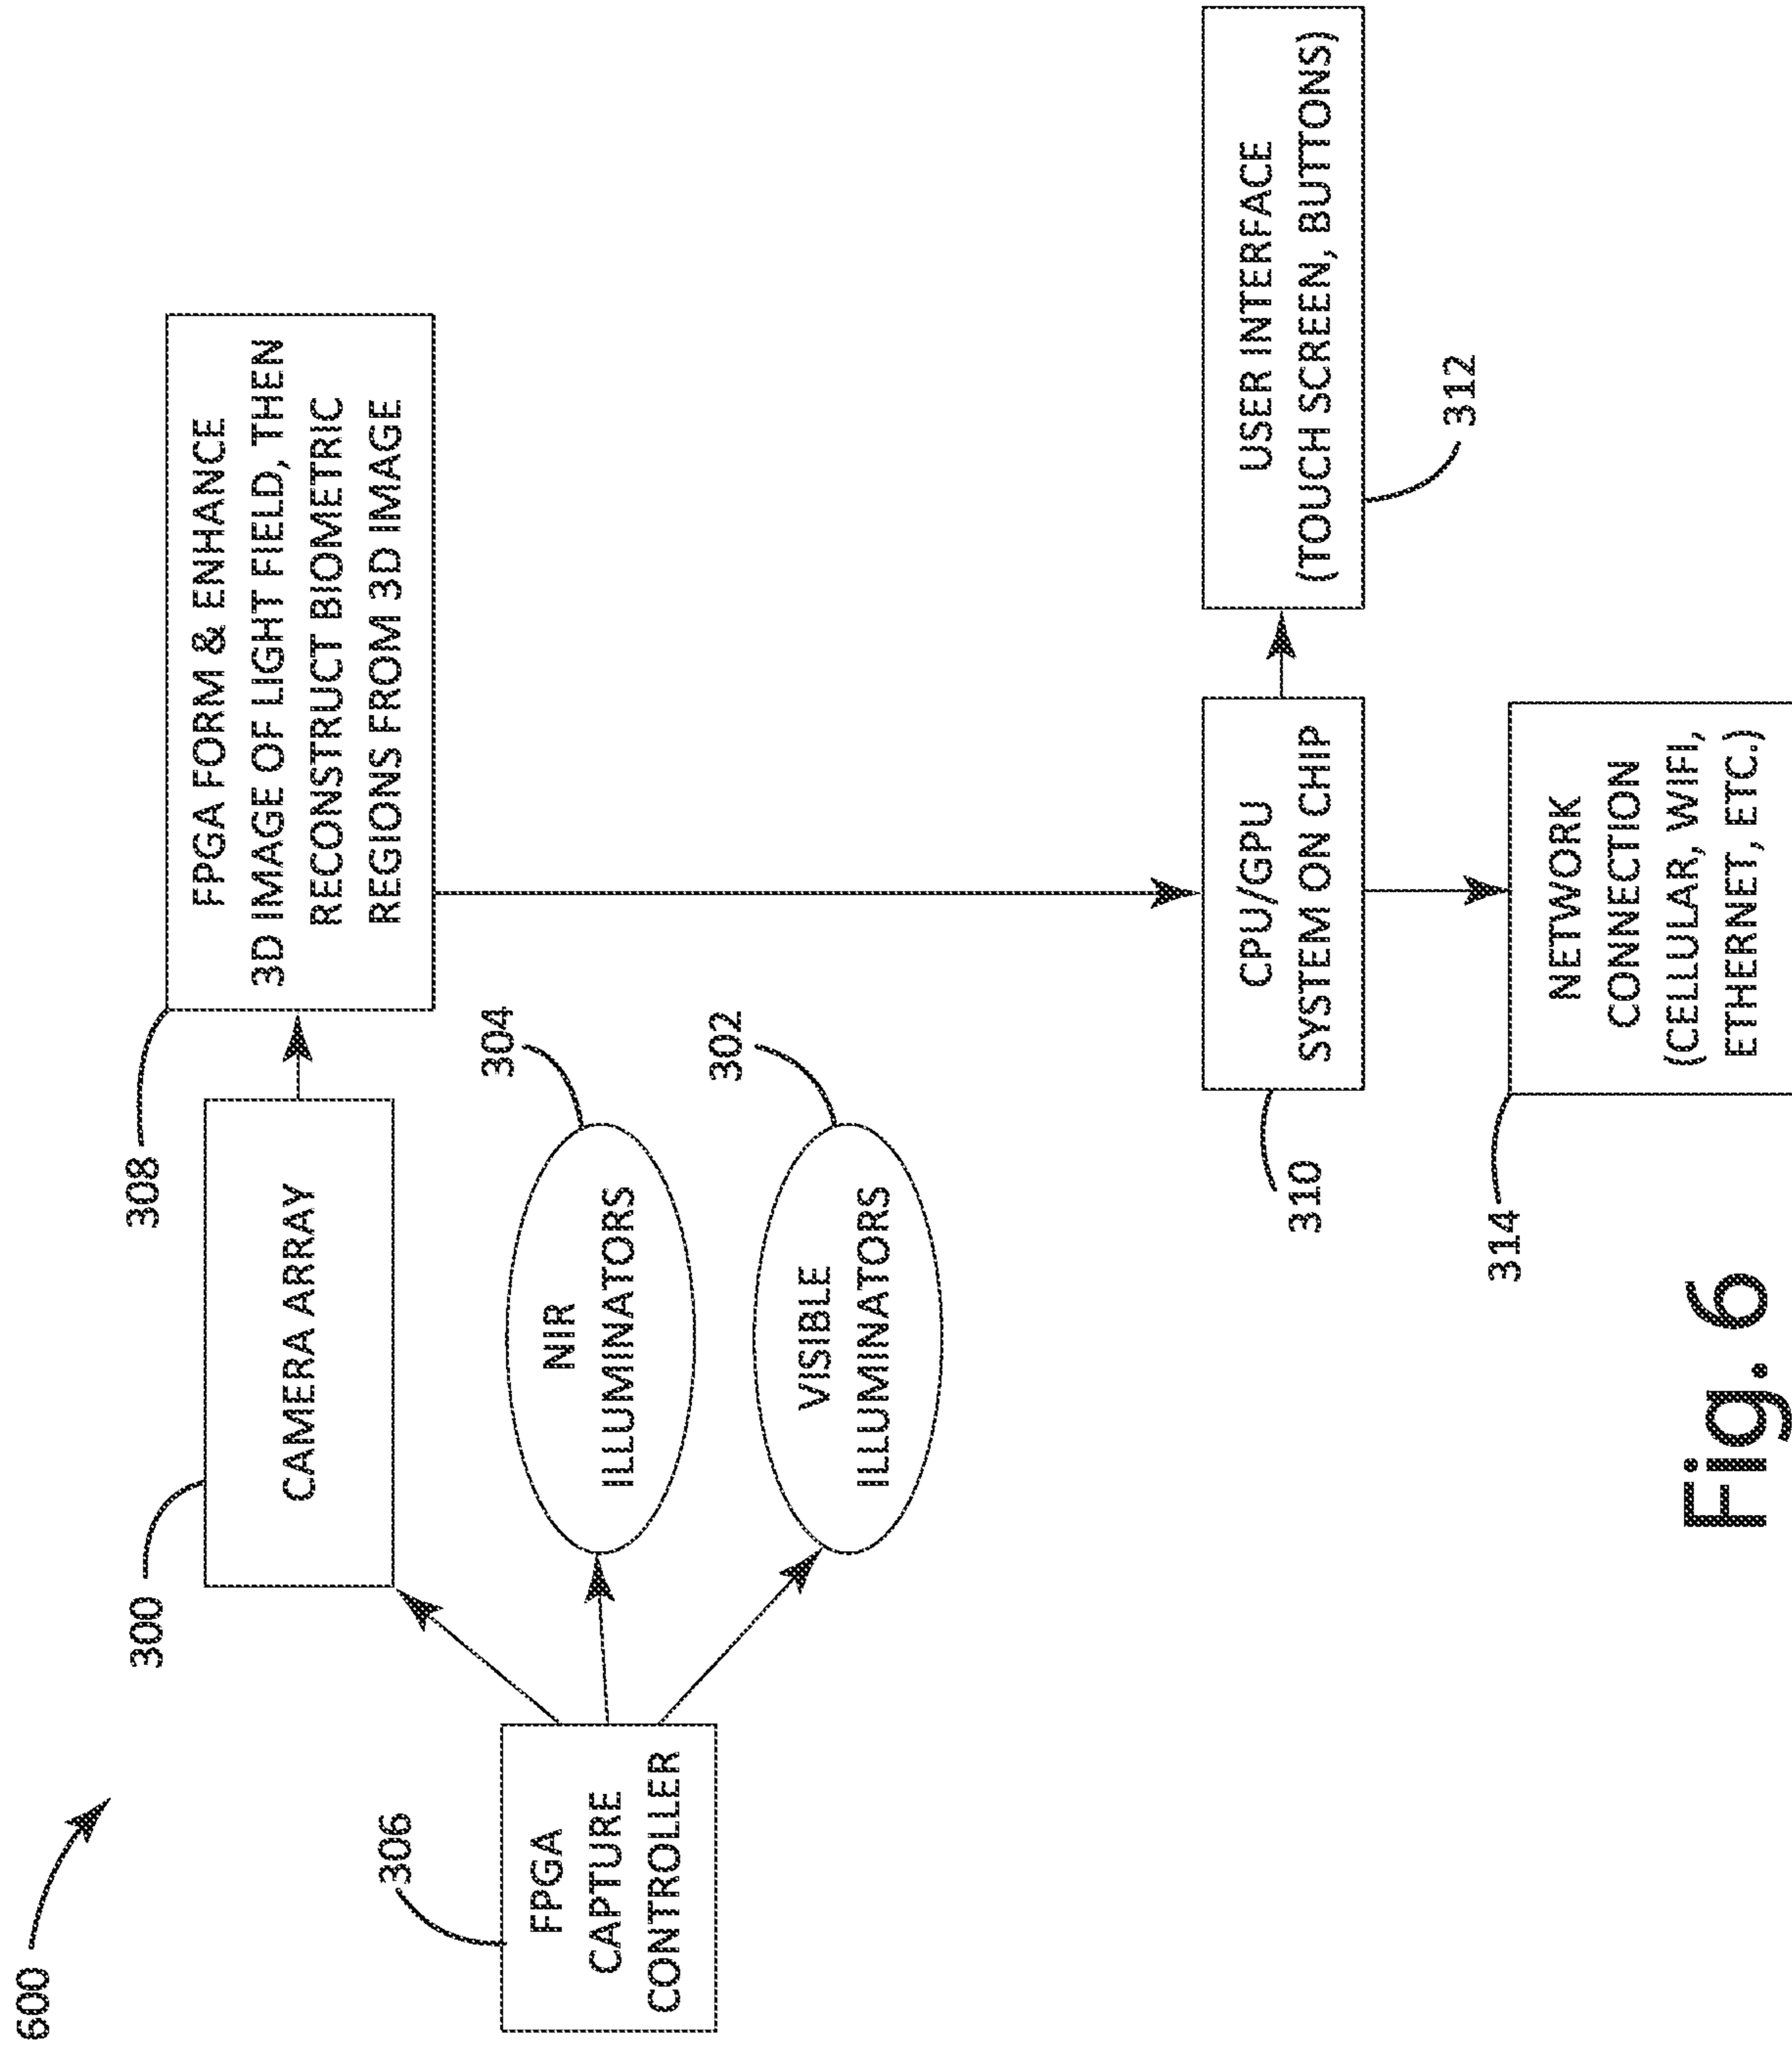 600
308
FPGA FORM & ENHANCE
3D IMAGE OF LIGHT FIELD, THEN
RECONSTRUCT BIOMETRIC
REGIONS FROM 3D IMAGE
300
CAMERA ARRAY
306
FPGA
CAPTURE
CONTROLLER
304
NIR
ILLUMINATORS
302
VISIBLE
ILLUMINATORS
310
CPU/GPU
SYSTEM ON CHIP
USER INTERFACE
(TOUCH SCREEN, BUTTONS)
312
314
NETWORK
CONNECTION
(CELLULAR, WIFI,
ETHERNET, ETC.)
Fig. 6